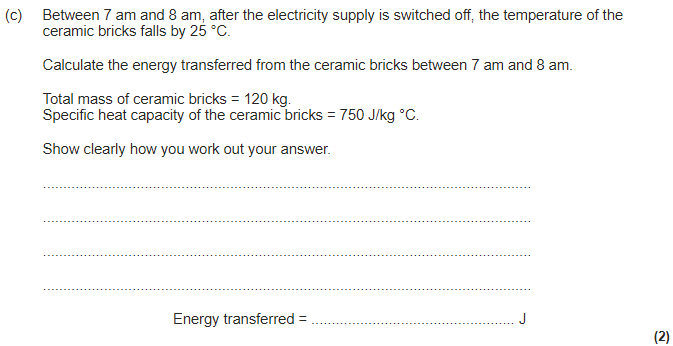 (c) Between 7 am and 8 am, after the electricity supply is switched off, the temperature of the
ceramic bricks falls by 25 °C.
Calculate the energy transferred from the ceramic bricks between 7 am and 8 am.
Total mass of ceramic bricks = 120 kg.
Specific heat capacity of the ceramic bricks = 750 J/kg °C.
Show clearly how you work out your answer.
Energy transferred = .................................................. J
(2)